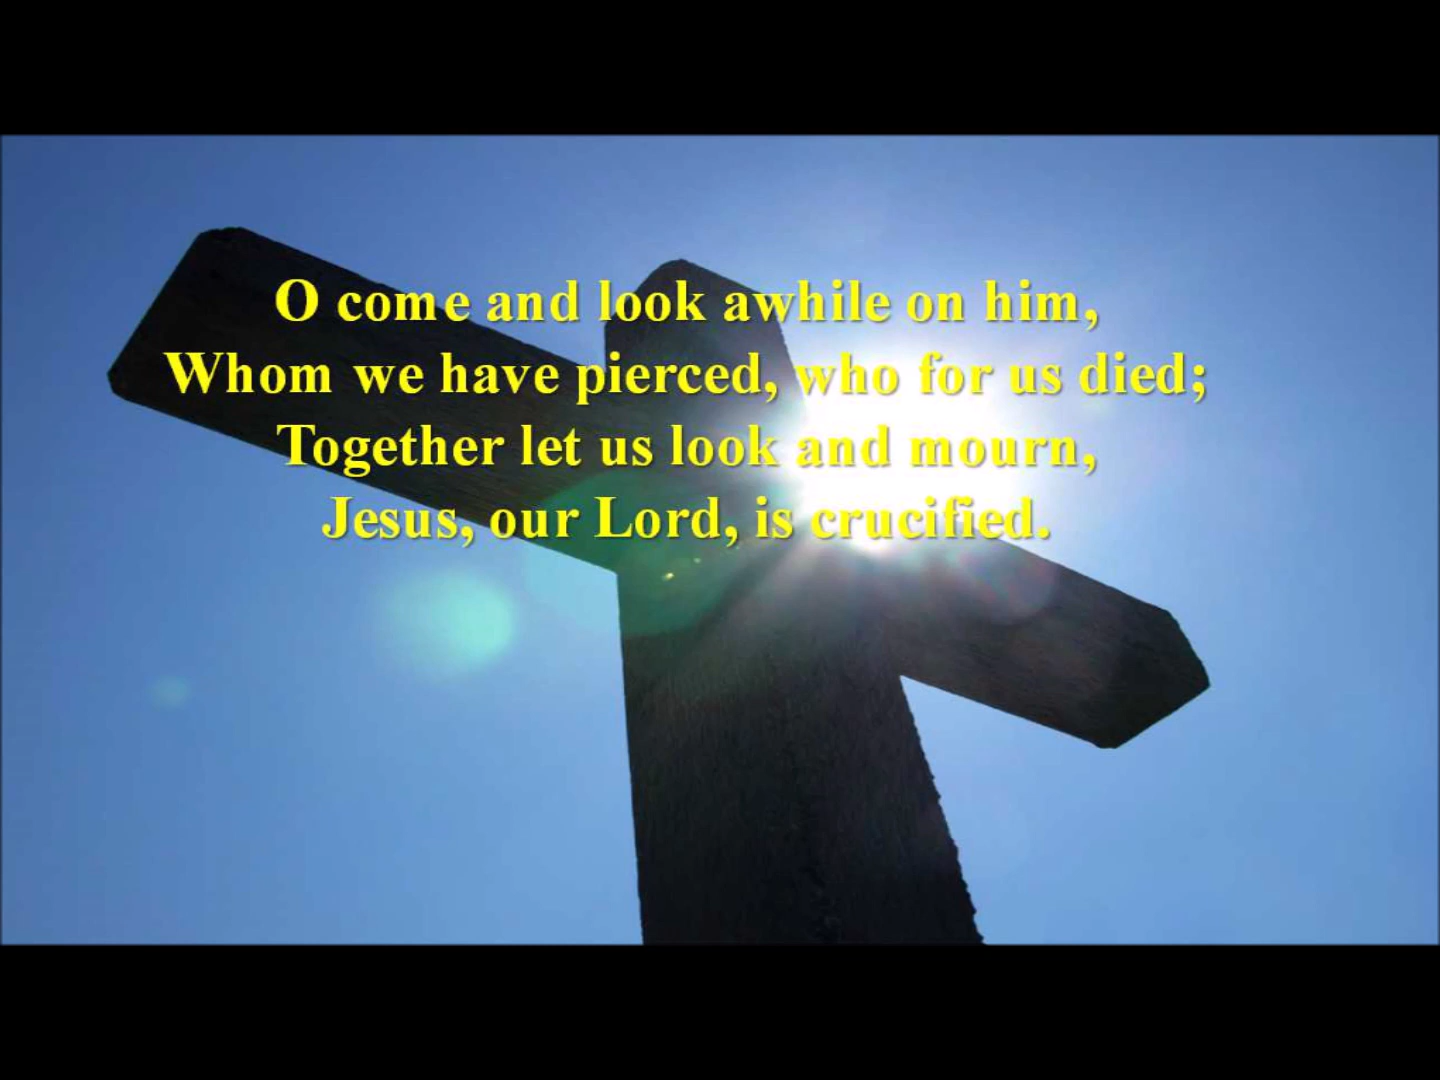 O come and look awhile on him,
Whom we have pierced, who for us died;
Together let us look and mourn,
Jesus, our Lord, is crucified.